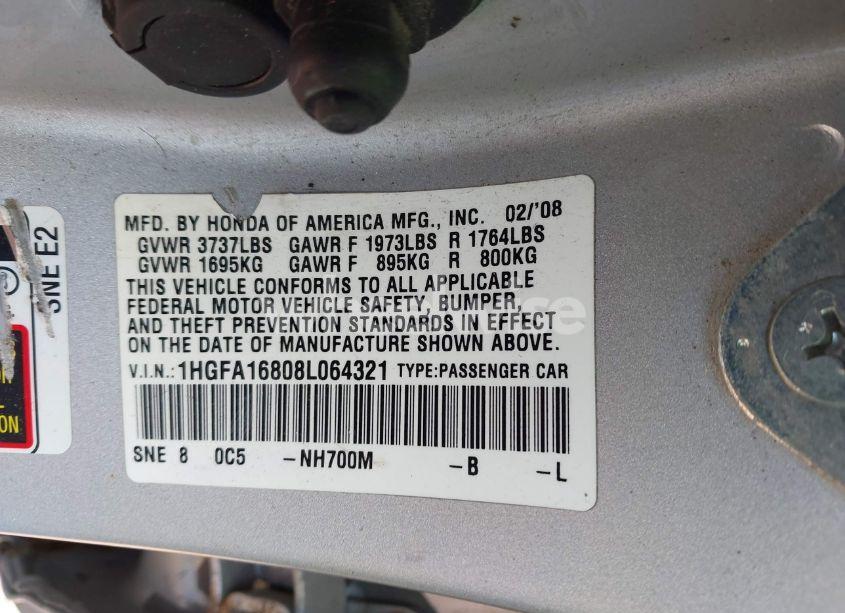 MFD. BY HONDA OF AMERICA MFG., INC. 02/'08
GVWR 3737LBS GAWR F 1973LBS R 1764LBS
GVWR 1695KG GAWR F 895KG R 800KG
THIS VEHICLE CONFORMS TO ALL APPLICABLE
FEDERAL MOTOR VEHICLE SAFETY, BUMPER,
AND THEFT PREVENTION STANDARDS IN EFFECT
ON THE DATE OF MANUFACTURE SHOWN ABOVE.
V.I.N.: 1HGFA16808L064321 TYPE:PASSENGER CAR
SNE 8 0C5 -NH700M -B -L
SNE E2